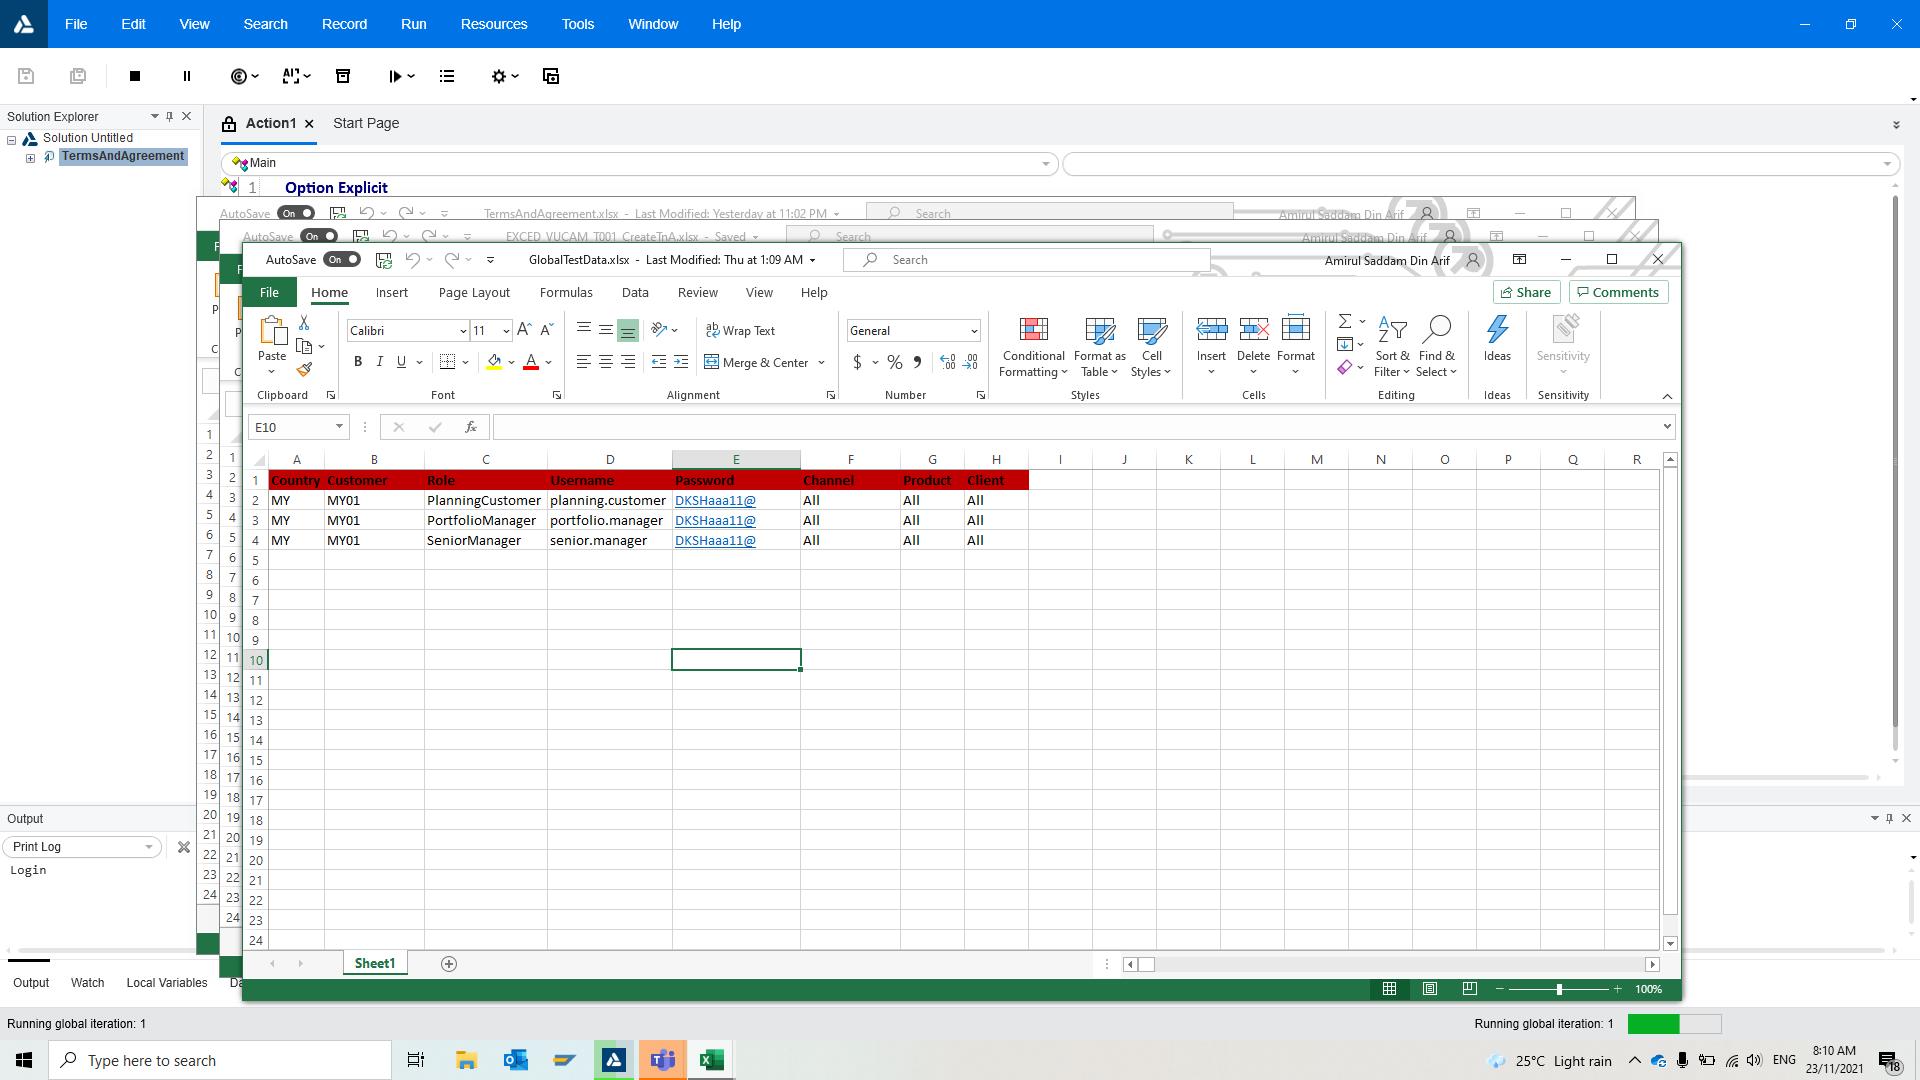 File Edit View Search Record Run Resources Tools Window Help
Solution Explorer
Solution Untitled
TermsAndAgreement
Action1 Start Page
Main
1 Option Explicit
AutoSave On TermsAndAgreement.xlsx - Last Modified: Yesterday at 11:02 PM Search Amirul Saddam Din Arif
AutoSave On EXCED_VUCAM_T001_CreateTnA.xlsx - Saved Search Amirul Saddam Din Arif
AutoSave On GlobalTestData.xlsx - Last Modified: Thu at 1:09 AM Search Amirul Saddam Din Arif
File Home Insert Page Layout Formulas Data Review View Help Share Comments
Calibri 11 Wrap Text General
Paste Merge & Center $ % Conditional Formatting Format as Table Cell Styles Insert Delete Format Sort & Filter Find & Select Ideas Sensitivity
Clipboard Font Alignment Number Styles Cells Editing Ideas Sensitivity
E10 fx
A B C D E F G H I J K L M N O P Q R
1 Country Customer Role Username Password Channel Product Client
2 MY MY01 PlanningCustomer planning.customer DKSHaaa11@ All All All
3 MY MY01 PortfolioManager portfolio.manager DKSHaaa11@ All All All
4 MY MY01 SeniorManager senior.manager DKSHaaa11@ All All All
5
6
7
8
9
10
11
12
13
14
15
16
17
18
19
20
21
22
23
24
Sheet1
100%
Output
Print Log
Login
Output Watch Local Variables
Running global iteration: 1 Running global iteration: 1
Type here to search
25°C Light rain ENG 8:10 AM
23/11/2021 18